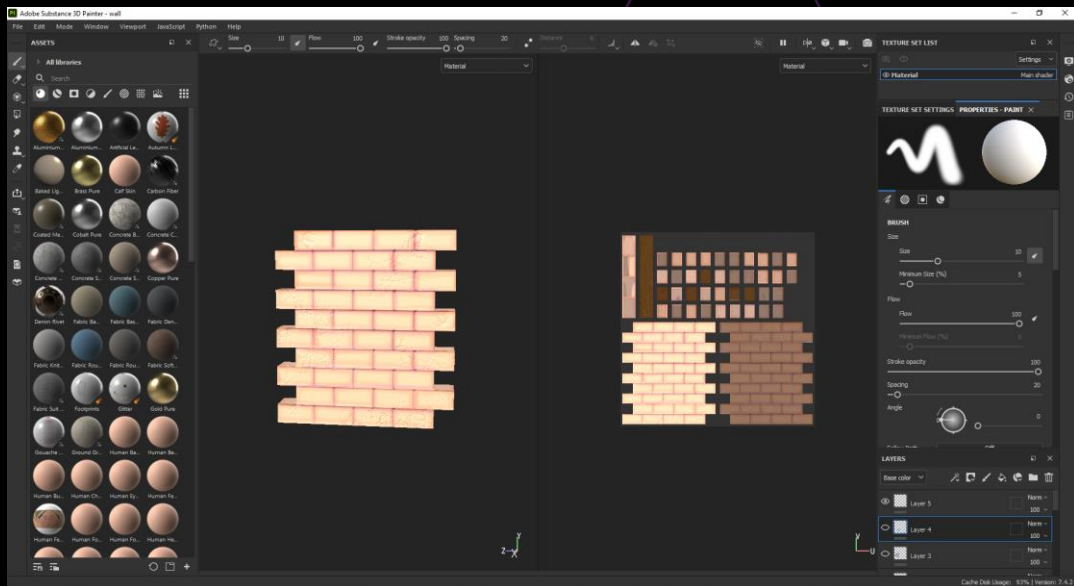 Adobe Substance 3D Painter - wall
File Edit Mode Window Viewport JavaScript Python Help
Size 10 Flow 100 Stroke opacity 100 Spacing 20 Distance 8
ASSETS
All libraries
Search
Aluminium... Aluminium... Artificial Le... Autumn L...
Baked Lig... Brass Pure Calf Skin Carbon Fiber
Coated Me... Cobalt Pure Concrete B... Concrete C...
Concrete ... Concrete S... Concrete S... Copper Pure
Denim Rivet Fabric Ba... Fabric Bas... Fabric Den...
Fabric Knit... Fabric Rou... Fabric Rou... Fabric Soft...
Fabric Suit ... Footprints Glitter Gold Pure
Gouache ... Ground Gr... Human Ba... Human Be...
Human Bu... Human Ch... Human Ey... Human Fa...
Human Fe... Human Fo... Human Fo... Human He...
Material
Y
Z X
Material
V
U
TEXTURE SET LIST
Settings
Material Main shader
TEXTURE SET SETTINGS PROPERTIES - PAINT
BRUSH
Size
Size 10
Minimum Size (%) 5
Flow
Flow 100
Minimum Flow (%)
Stroke opacity 100
Spacing 20
Angle
0
LAYERS
Base color
Layer 5 Norm
100
Layer 4 Norm
100
Layer 3 Norm
100
Cache Disk Usage: 93% | Version: 7.4.2